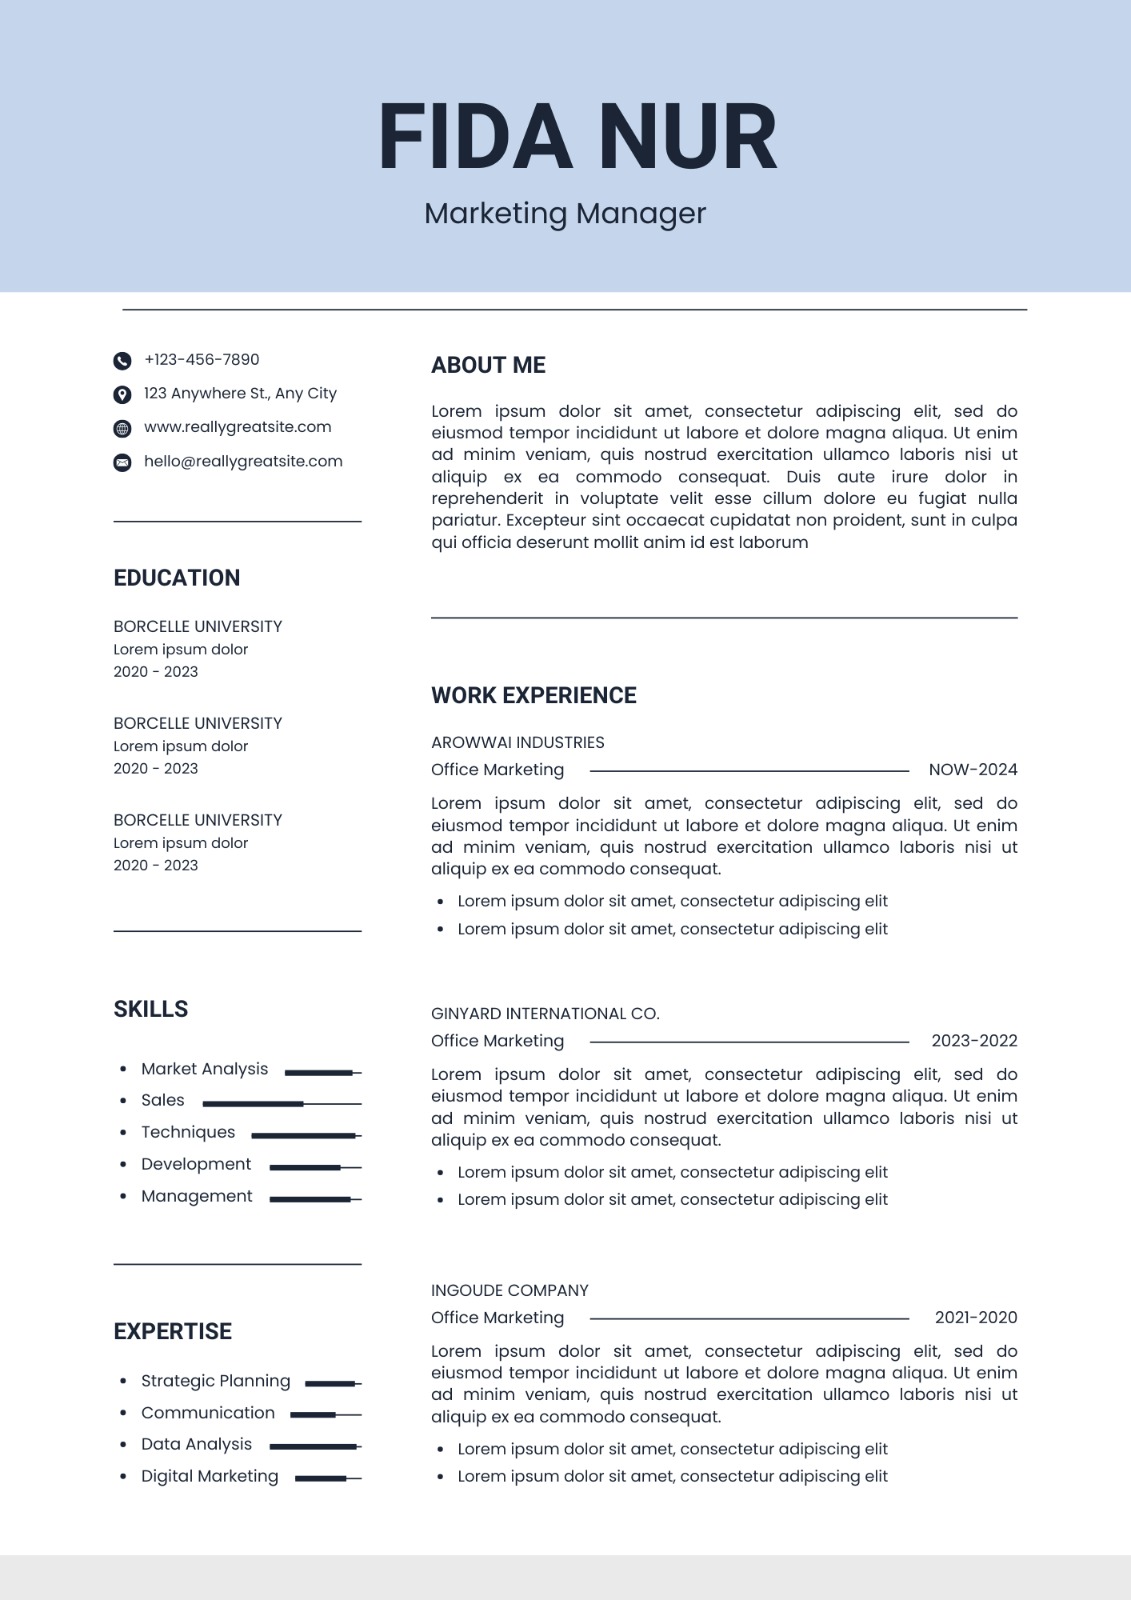 FIDA NUR
Marketing Manager
+123-456-7890
123 Anywhere St., Any City
www.reallygreatsite.com
hello@reallygreatsite.com
EDUCATION
BORCELLE UNIVERSITY
Lorem ipsum dolor
2020 - 2023
BORCELLE UNIVERSITY
Lorem ipsum dolor
2020 - 2023
BORCELLE UNIVERSITY
Lorem ipsum dolor
2020 - 2023
SKILLS
• Market Analysis
• Sales
• Techniques
• Development
• Management
EXPERTISE
• Strategic Planning
• Communication
• Data Analysis
• Digital Marketing
ABOUT ME
Lorem ipsum dolor sit amet, consectetur adipiscing elit, sed do
eiusmod tempor incididunt ut labore et dolore magna aliqua. Ut enim
ad minim veniam, quis nostrud exercitation ullamco laboris nisi ut
aliquip ex ea commodo consequat. Duis aute irure dolor in
reprehenderit in voluptate velit esse cillum dolore eu fugiat nulla
pariatur. Excepteur sint occaecat cupidatat non proident, sunt in culpa
qui officia deserunt mollit anim id est laborum
WORK EXPERIENCE
AROWWAI INDUSTRIES
Office Marketing NOW-2024
Lorem ipsum dolor sit amet, consectetur adipiscing elit, sed do
eiusmod tempor incididunt ut labore et dolore magna aliqua. Ut enim
ad minim veniam, quis nostrud exercitation ullamco laboris nisi ut
aliquip ex ea commodo consequat.
• Lorem ipsum dolor sit amet, consectetur adipiscing elit
• Lorem ipsum dolor sit amet, consectetur adipiscing elit
GINYARD INTERNATIONAL CO.
Office Marketing 2023-2022
Lorem ipsum dolor sit amet, consectetur adipiscing elit, sed do
eiusmod tempor incididunt ut labore et dolore magna aliqua. Ut enim
ad minim veniam, quis nostrud exercitation ullamco laboris nisi ut
aliquip ex ea commodo consequat.
• Lorem ipsum dolor sit amet, consectetur adipiscing elit
• Lorem ipsum dolor sit amet, consectetur adipiscing elit
INGOUDE COMPANY
Office Marketing 2021-2020
Lorem ipsum dolor sit amet, consectetur adipiscing elit, sed do
eiusmod tempor incididunt ut labore et dolore magna aliqua. Ut enim
ad minim veniam, quis nostrud exercitation ullamco laboris nisi ut
aliquip ex ea commodo consequat.
• Lorem ipsum dolor sit amet, consectetur adipiscing elit
• Lorem ipsum dolor sit amet, consectetur adipiscing elit